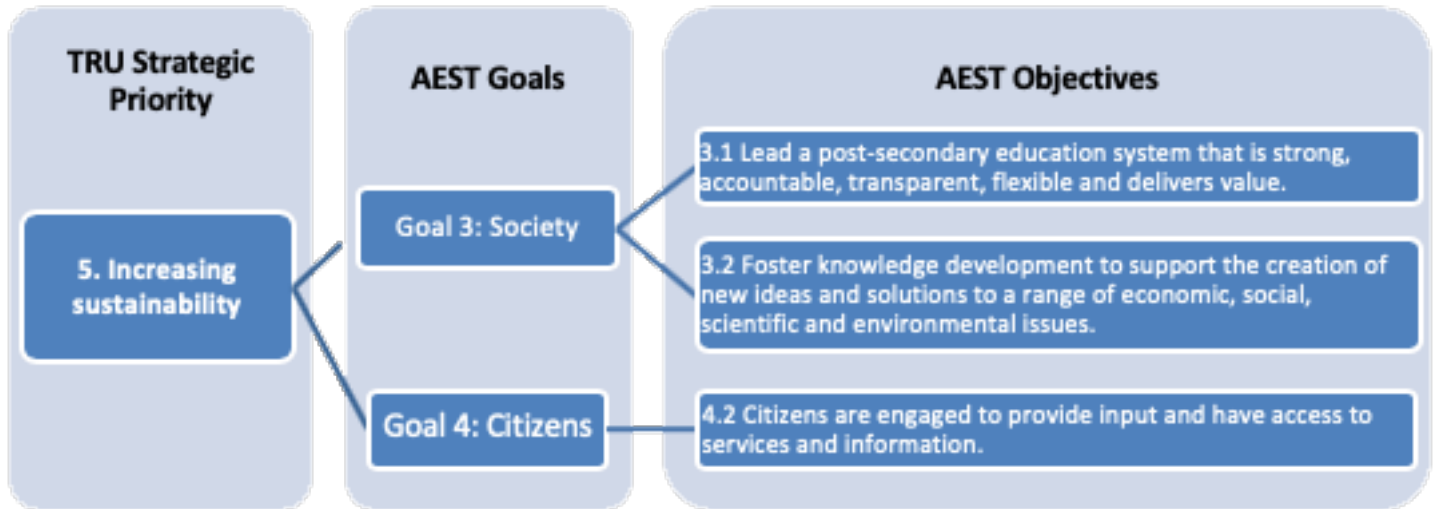 TRU Strategic
Priority
AEST Goals
AEST Objectives
5. Increasing
sustainability
Goal 3: Society
3.1 Lead a post-secondary education system that is strong,
accountable, transparent, flexible and delivers value.
3.2 Foster knowledge development to support the creation of
new ideas and solutions to a range of economic, social,
scientific and environmental issues.
Goal 4: Citizens
4.2 Citizens are engaged to provide input and have access to
services and information.